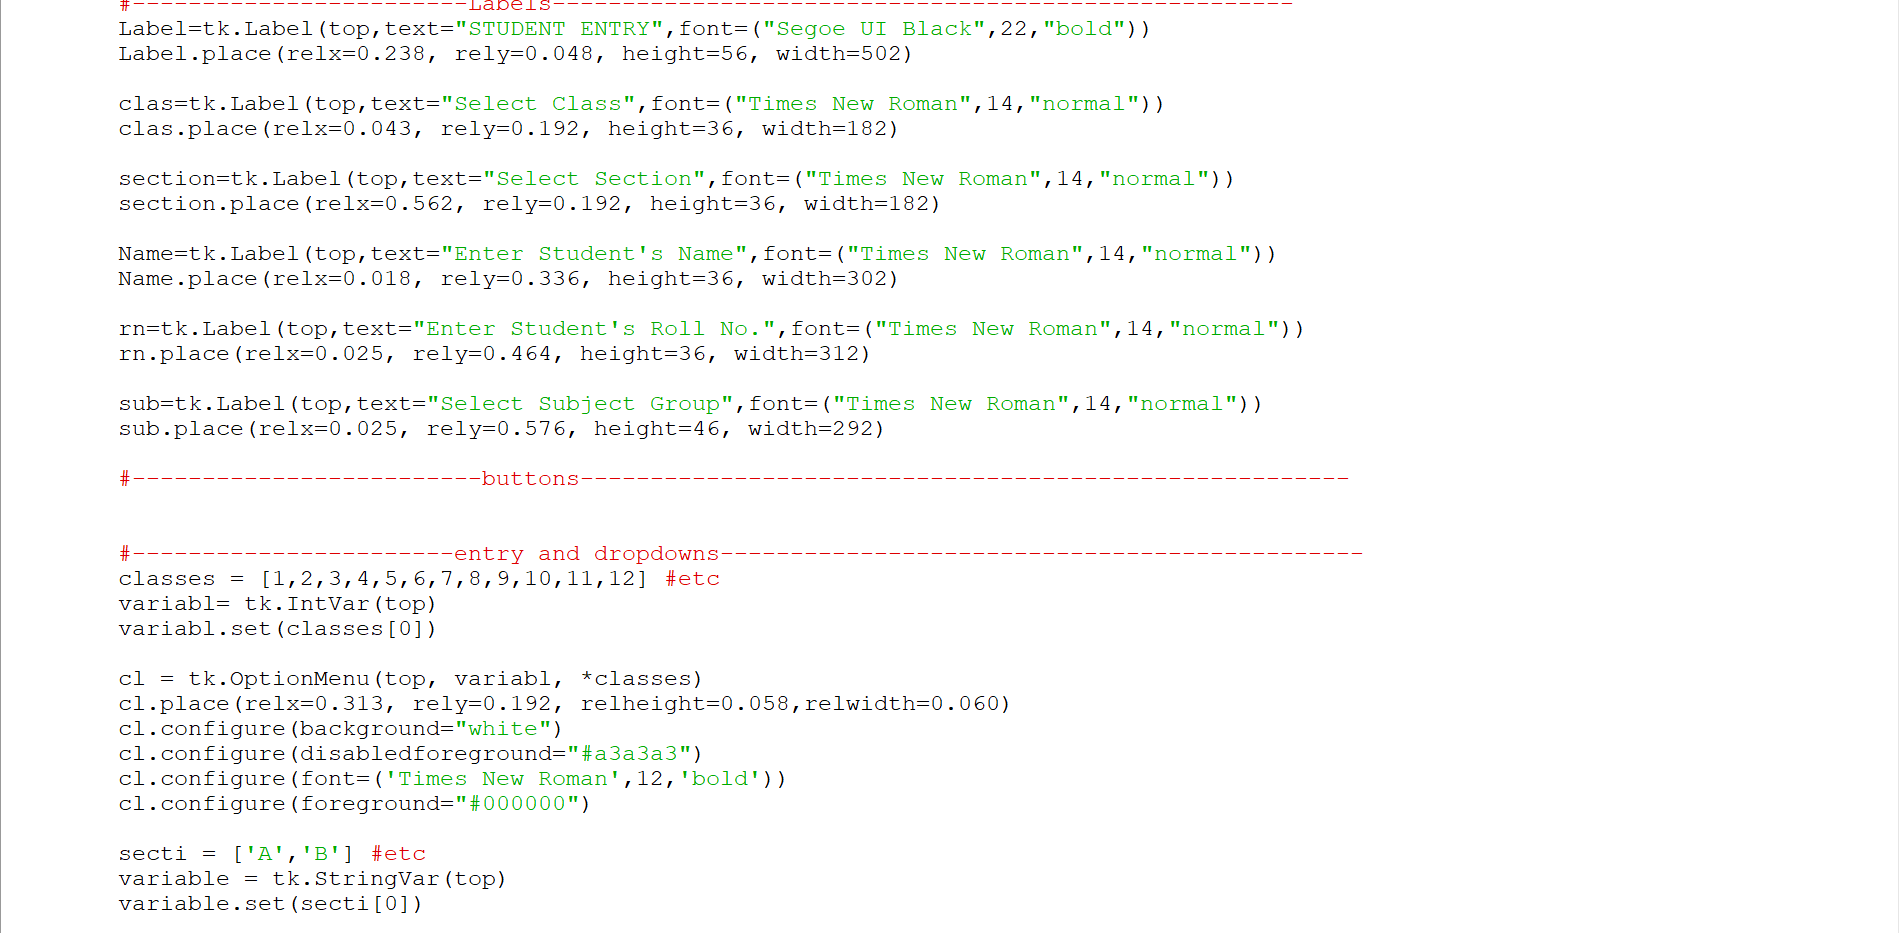 #------------------------Labels-----------------------------------------------------
Label=tk.Label(top,text="STUDENT ENTRY",font=("Segoe UI Black",22,"bold"))
Label.place(relx=0.238, rely=0.048, height=56, width=502)
clas=tk.Label(top,text="Select Class",font=("Times New Roman",14,"normal"))
clas.place(relx=0.043, rely=0.192, height=36, width=182)
section=tk.Label(top,text="Select Section",font=("Times New Roman",14,"normal"))
section.place(relx=0.562, rely=0.192, height=36, width=182)
Name=tk.Label(top,text="Enter Student's Name",font=("Times New Roman",14,"normal"))
Name.place(relx=0.018, rely=0.336, height=36, width=302)
rn=tk.Label(top,text="Enter Student's Roll No.",font=("Times New Roman",14,"normal"))
rn.place(relx=0.025, rely=0.464, height=36, width=312)
sub=tk.Label(top,text="Select Subject Group",font=("Times New Roman",14,"normal"))
sub.place(relx=0.025, rely=0.576, height=46, width=292)
#-------------------------buttons-------------------------------------------------------
#-----------------------entry and dropdowns----------------------------------------------
classes = [1,2,3,4,5,6,7,8,9,10,11,12] #etc
variabl= tk.IntVar(top)
variabl.set(classes[0])
cl = tk.OptionMenu(top, variabl, *classes)
cl.place(relx=0.313, rely=0.192, relheight=0.058,relwidth=0.060)
cl.configure(background="white")
cl.configure(disabledforeground="#a3a3a3")
cl.configure(font=('Times New Roman',12,'bold'))
cl.configure(foreground="#000000")
secti = ['A','B'] #etc
variable = tk.StringVar(top)
variable.set(secti[0])